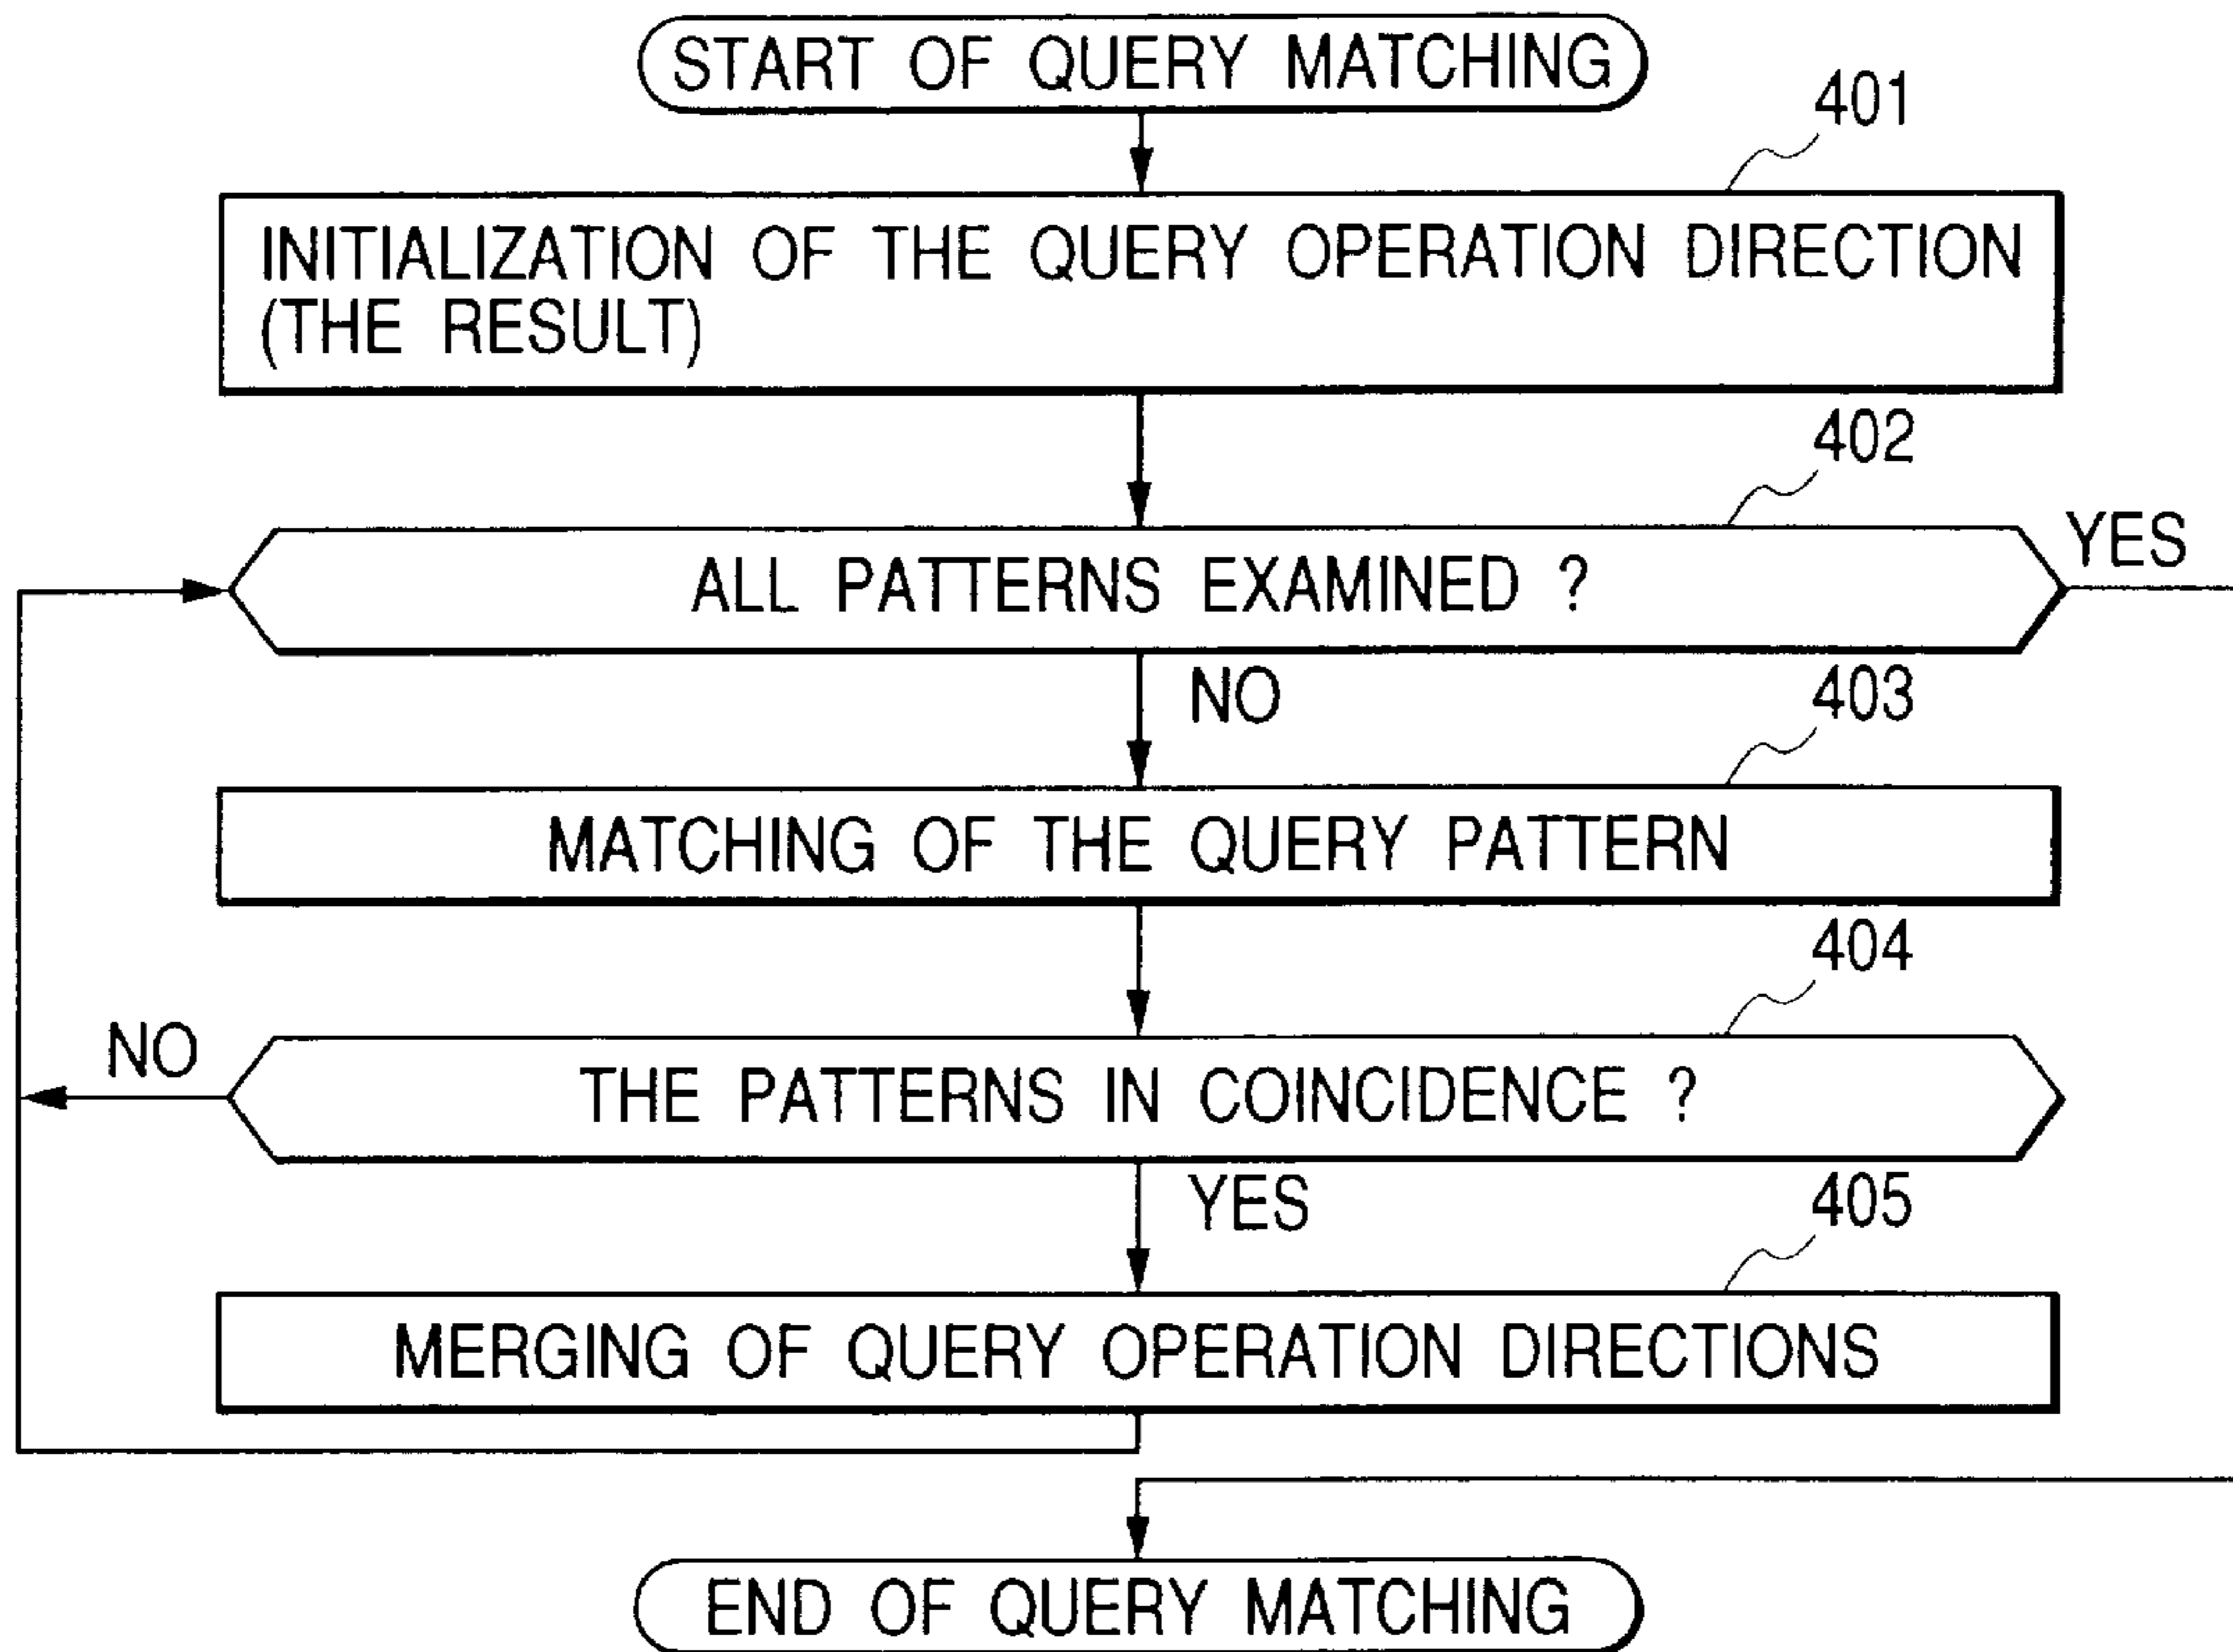 START OF QUERY MATCHING
401
INITIALIZATION OF THE QUERY OPERATION DIRECTION
(THE RESULT)
402
ALL PATTERNS EXAMINED ?
YES
NO
403
MATCHING OF THE QUERY PATTERN
404
NO
THE PATTERNS IN COINCIDENCE ?
YES
405
MERGING OF QUERY OPERATION DIRECTIONS
END OF QUERY MATCHING